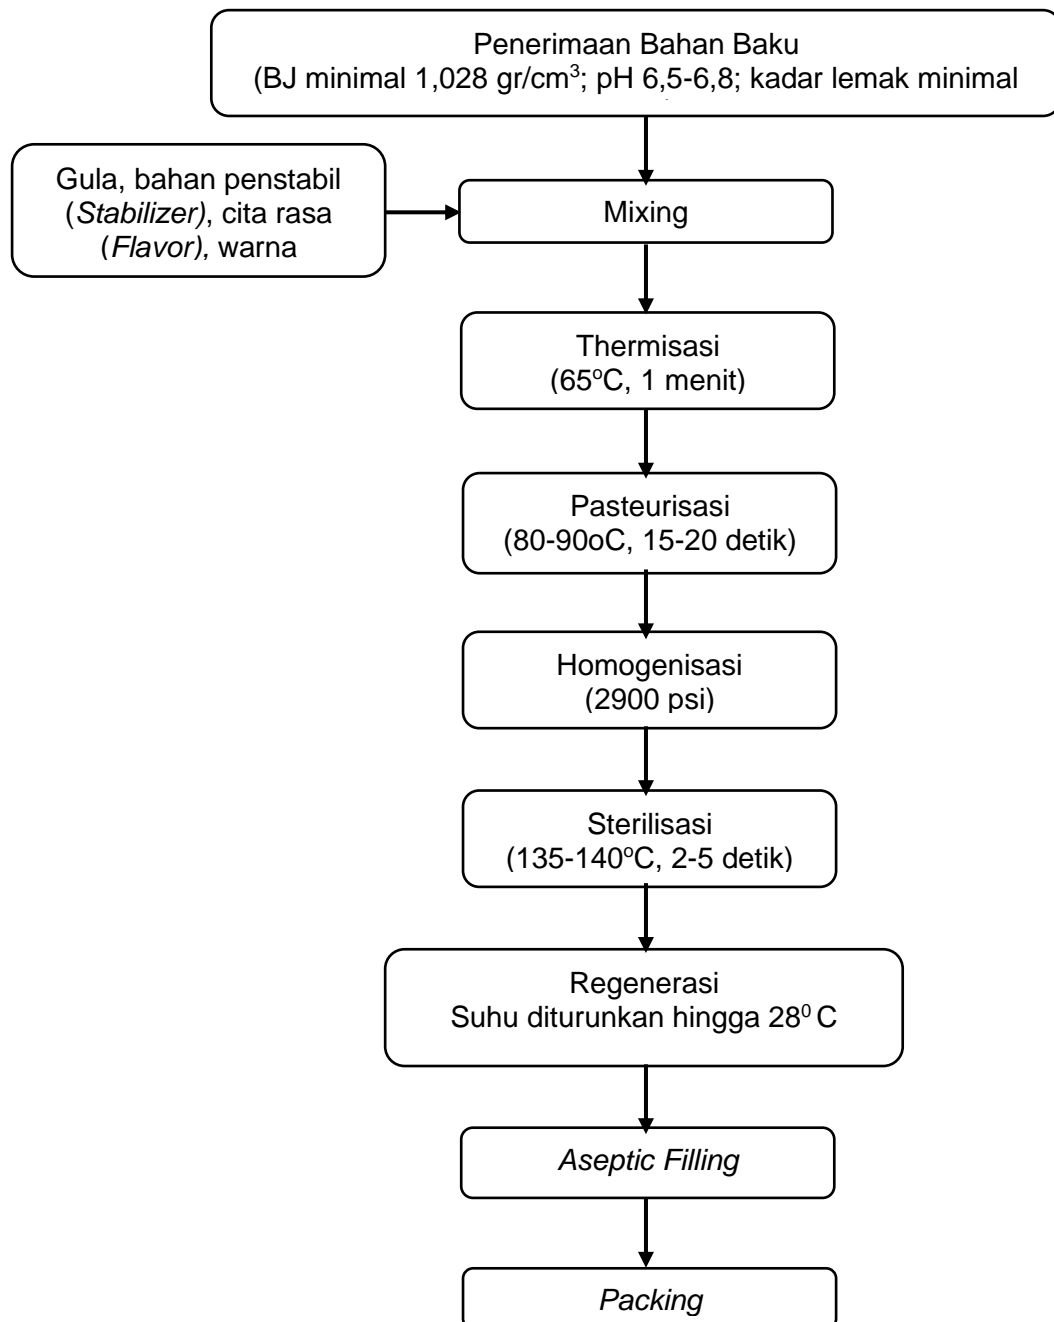 Penerimaan Bahan Baku
(BJ minimal 1,028 gr/cm³; pH 6,5-6,8; kadar lemak minimal
Gula, bahan penstabil
(Stabilizer), cita rasa
(Flavor), warna
Mixing
Thermisasi
(65ºC, 1 menit)
Pasteurisasi
(80-90oC, 15-20 detik)
Homogenisasi
(2900 psi)
Sterilisasi
(135-140ºC, 2-5 detik)
Regenerasi
Suhu diturunkan hingga 28⁰ C
Aseptic Filling
Packing